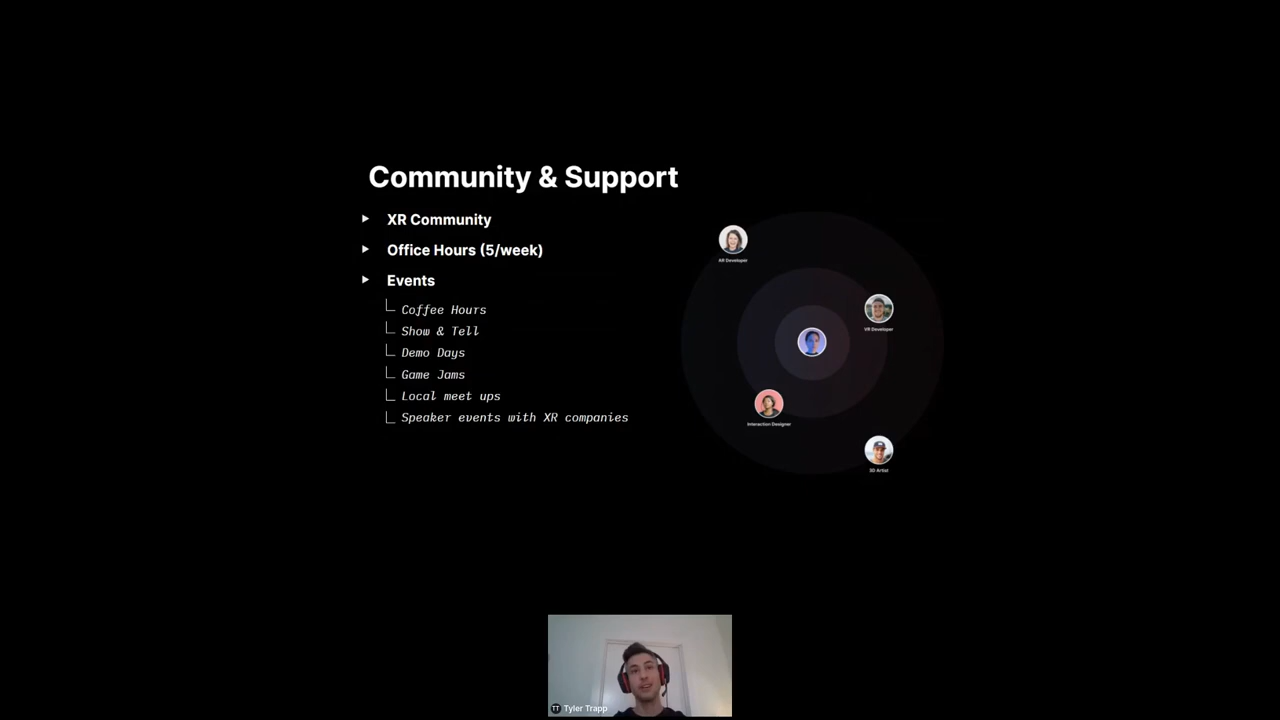 Community & Support
XR Community
Office Hours (5/week)
Events
Coffee Hours
Show & Tell
Demo Days
Game Jams
Local meet ups
Speaker events with XR companies
AR Developer
VR Developer
Interaction Designer
3D Artist
TT Tyler Trapp